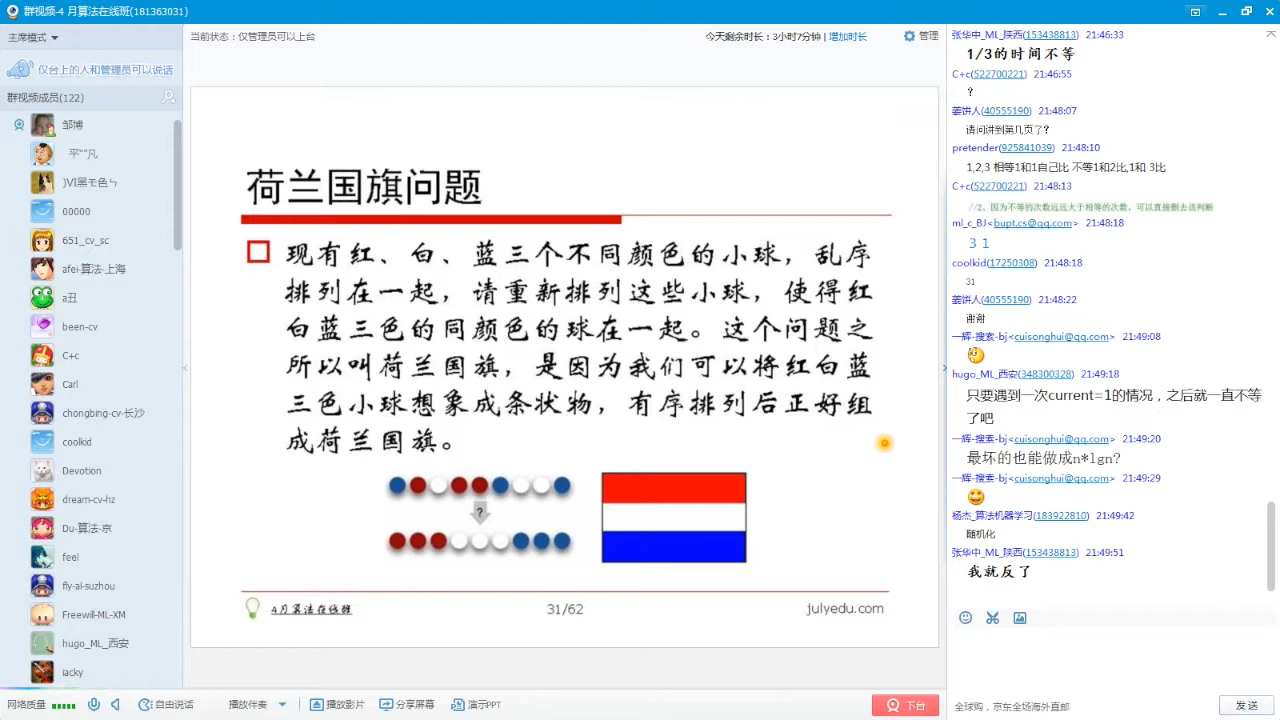 群视频-4 月算法在线班(181363031)
主席模式
仅台上的人和管理员可以说话
群视频成员(122)
邹博
平""凡
]VI黑モ色ㄣ
00000
651_cv_sc
afei-算法-上海
a丑
been-cv
C+c
Carl
chongbing-cv-长沙
coolkid
Devotion
dream-cv-hz
Du-算法-京
feel
fly-al-suzhou
Freewill-ML-XM
hugo_ML_西安
网络质量
自由说话
当前状态：仅管理员可以上台
今天剩余时长：3小时7分钟 | 增加时长
管理
荷兰国旗问题
现有红、白、蓝三个不同颜色的小球，乱序
排列在一起，请重新排列这些小球，使得红
白蓝三色的同颜色的球在一起。这个问题之
所以叫荷兰国旗，是因为我们可以将红白蓝
三色小球想象成条状物，有序排列后正好组
成荷兰国旗。
?
4月算法在线班
31/62
julyedu.com
播放伴奏
播放影片
分享屏幕
演示PPT
下台
张华中_ML_陕西(153438813) 21:46:33
1/3的时间不等
C+c(522700221) 21:46:55
？
姜饼人(40555190) 21:48:07
请问讲到第几页了?
pretender(925841039) 21:48:10
1,2,3 相等1和1自己比 不等1和2比,1和 3比
C+c(522700221) 21:48:13
//2、因为不等的次数远远大于相等的次数，可以直接删去该判断
ml_c_BJ<bupt.cs@qq.com> 21:48:18
3 1
coolkid(17250308) 21:48:18
31
姜饼人(40555190) 21:48:22
谢谢
一辉-搜索-bj<cuisonghui@qq.com> 21:49:08
hugo_ML_西安(348300328) 21:49:18
只要遇到一次current=1的情况，之后就一直不等
了吧
一辉-搜索-bj<cuisonghui@qq.com> 21:49:20
最坏的也能做成n*lgn?
一辉-搜索-bj<cuisonghui@qq.com> 21:49:29
杨杰_算法机器学习(183922810) 21:49:42
随机化
张华中_ML_陕西(153438813) 21:49:51
我就反了
全球购，京东全场海外直邮
发送